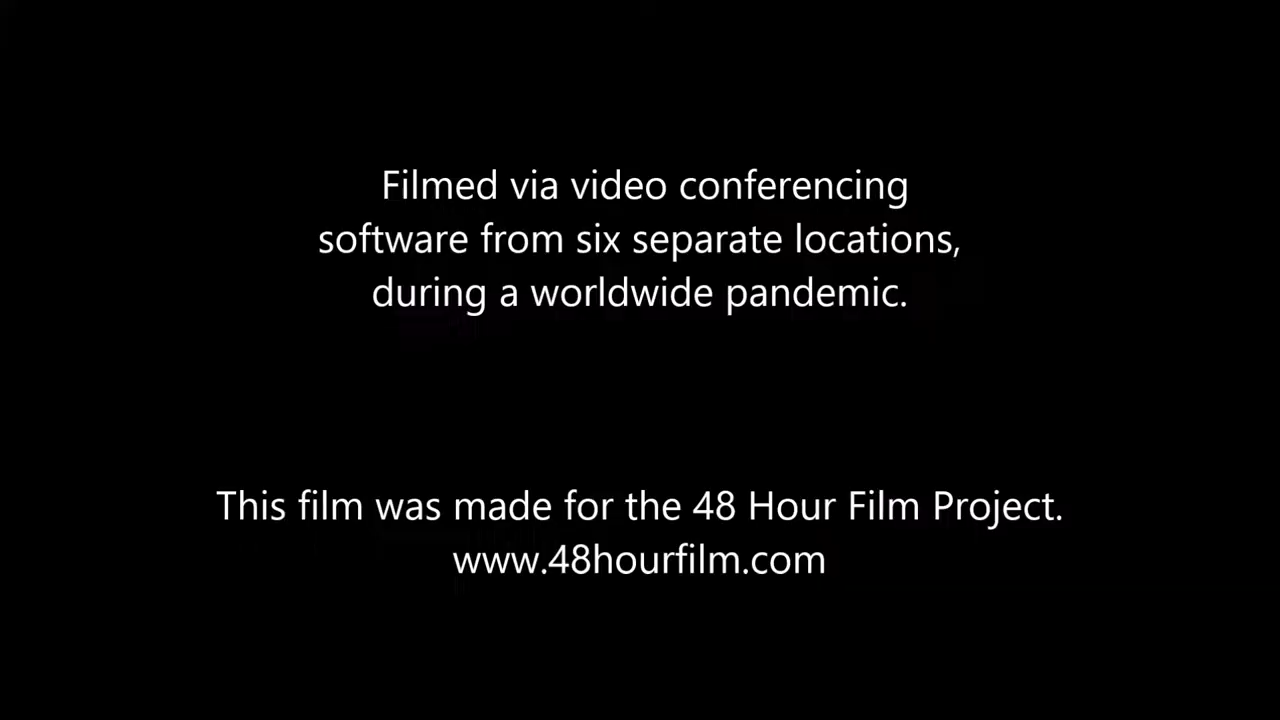 Filmed via video conferencing
software from six separate locations,
during a worldwide pandemic.
This film was made for the 48 Hour Film Project.
www.48hourfilm.com